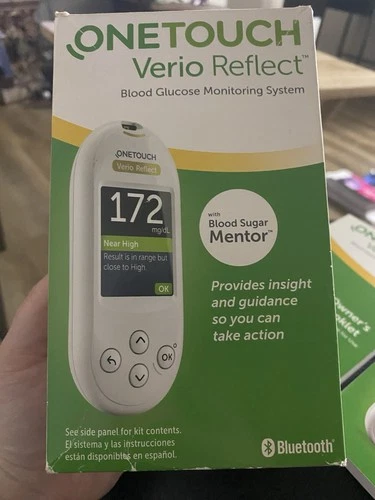 ONETOUCH
Verio Reflect™
Blood Glucose Monitoring System
ONETOUCH
Verio Reflect
172
mg/dL
Near High
Result is in range but
close to High
OK
OK
with
Blood Sugar
Mentor™
Provides insight
and guidance
so you can
take action
See side panel for kit contents.
El sistema y las instrucciones
están disponibles en español.
Bluetooth®
ONETOUCH
Owner's
Booklet